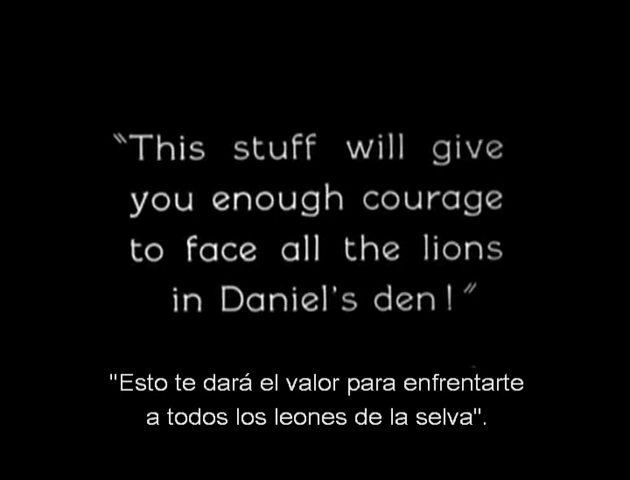 “This stuff will give
you enough courage
to face all the lions
in Daniel's den!”
"Esto te dará el valor para enfrentarte
a todos los leones de la selva".